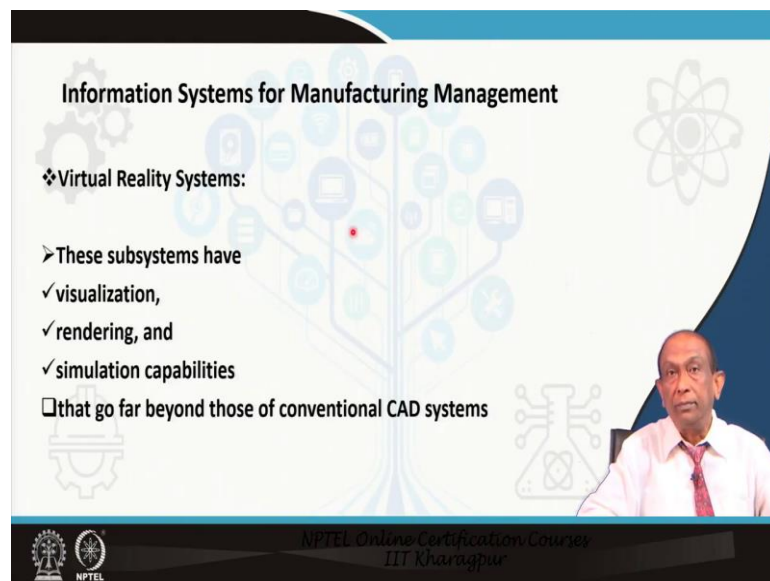 Information Systems for Manufacturing Management
❖Virtual Reality Systems:
➢These subsystems have
✓visualization,
✓rendering, and
✓simulation capabilities
❑that go far beyond those of conventional CAD systems
NPTEL Online Certification Courses
IIT Kharagpur
NPTEL